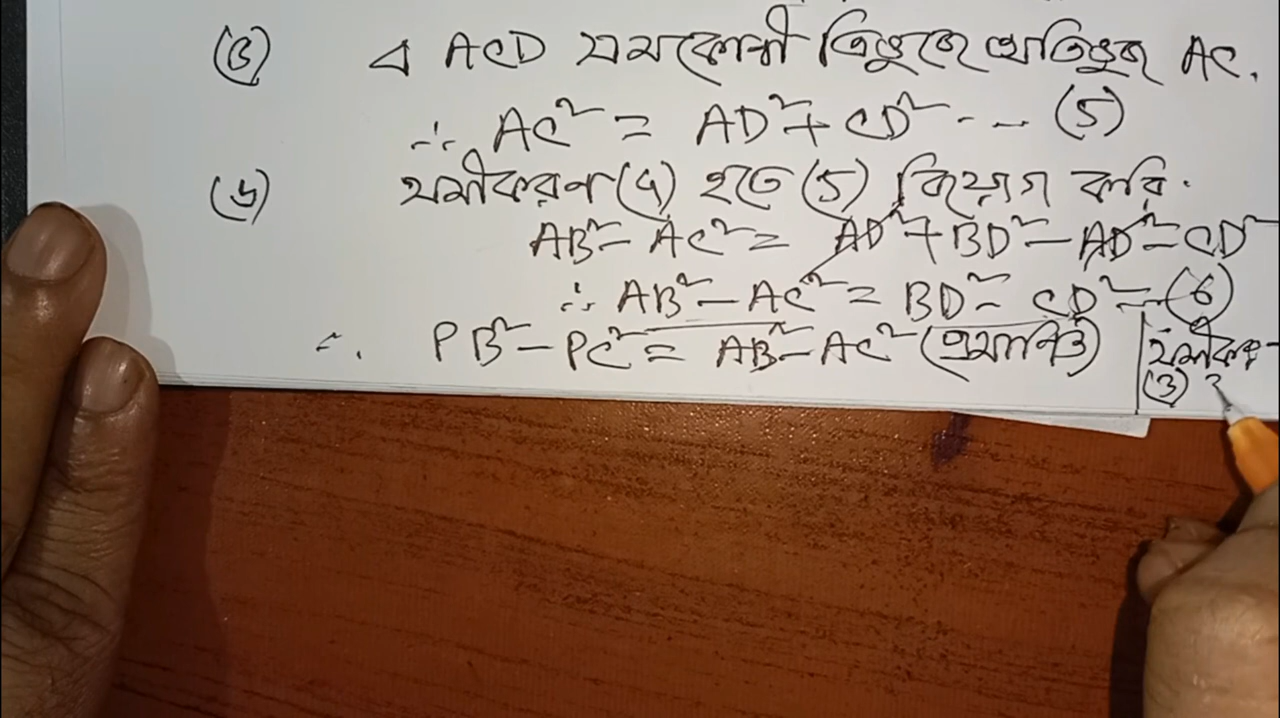 (৫) ⊿ ACD সমকোণী ত্রিভুজে অতিভুজ AC.
∴ AC² = AD² + CD² --- (5)
(৬) সমীকরণ (4) হতে (5) বিয়োগ করি.
AB² - AC² = AD² + BD² - AD² - CD²
∴ AB² - AC² = BD² - CD² -- (6)
∴ PB² - PC² = AB² - AC² (প্রমাণিত)
∵ সমীকরণ
(3)